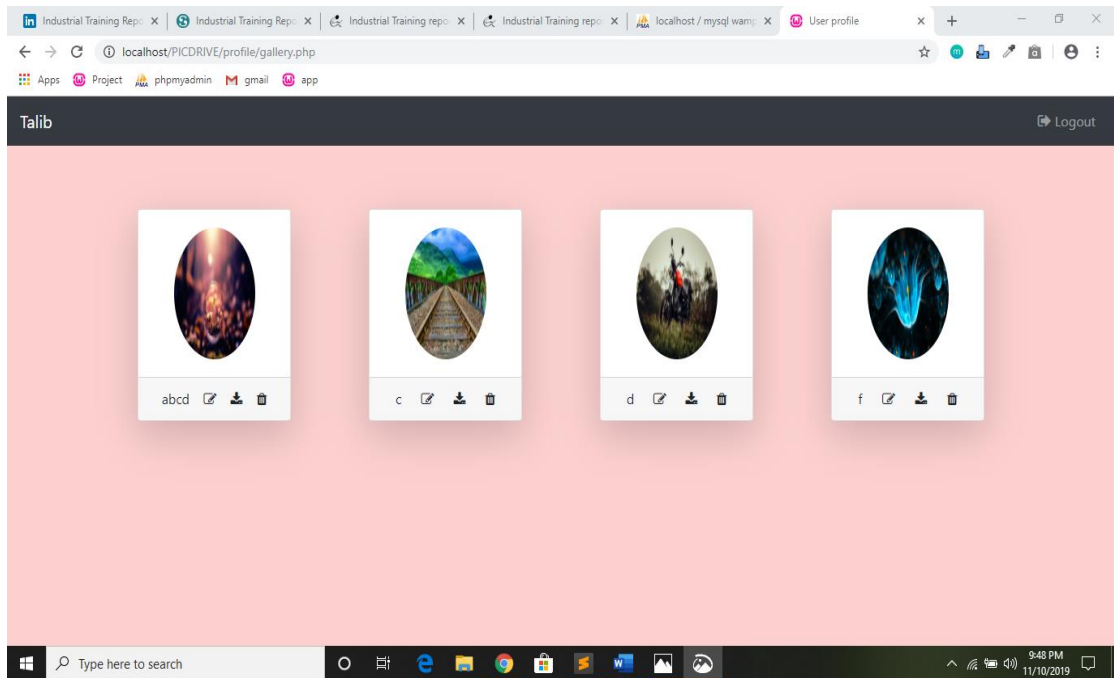 Industrial Training Repo Industrial Training Repo Industrial Training repo Industrial Training repo localhost / mysql wamp User profile
localhost/PICDRIVE/profile/gallery.php
Apps Project phpmyadmin gmail app
Talib Logout
abcd c d f
Type here to search 9:48 PM
11/10/2019